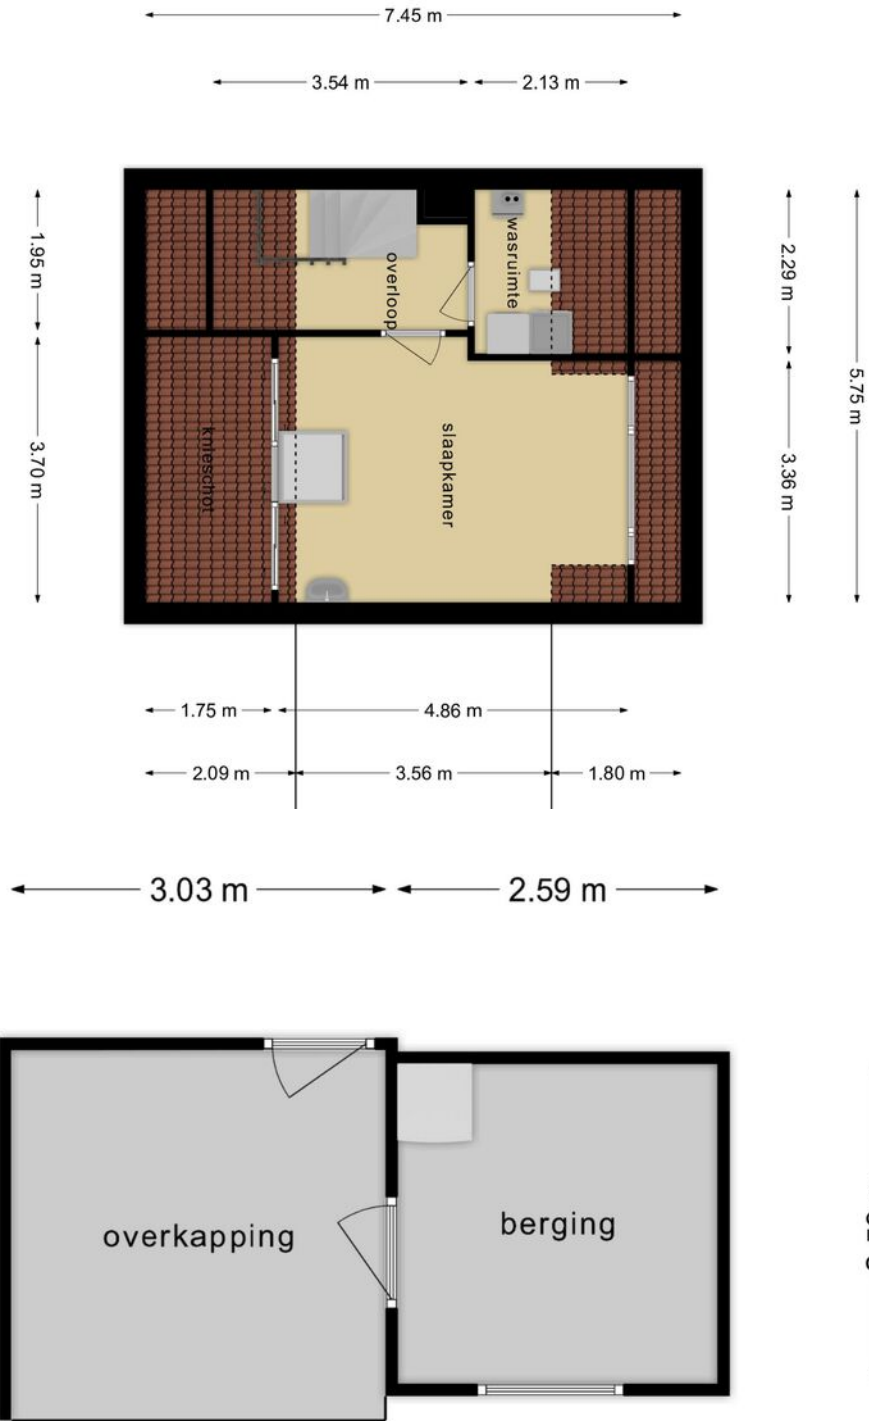 7.45 m
3.54 m
2.13 m
1.95 m
overloop
wasruimte
2.29 m
5.75 m
3.70 m
knieschot
slaapkamer
3.36 m
1.75 m
4.86 m
2.09 m
3.56 m
1.80 m
3.03 m
2.59 m
overkapping
berging